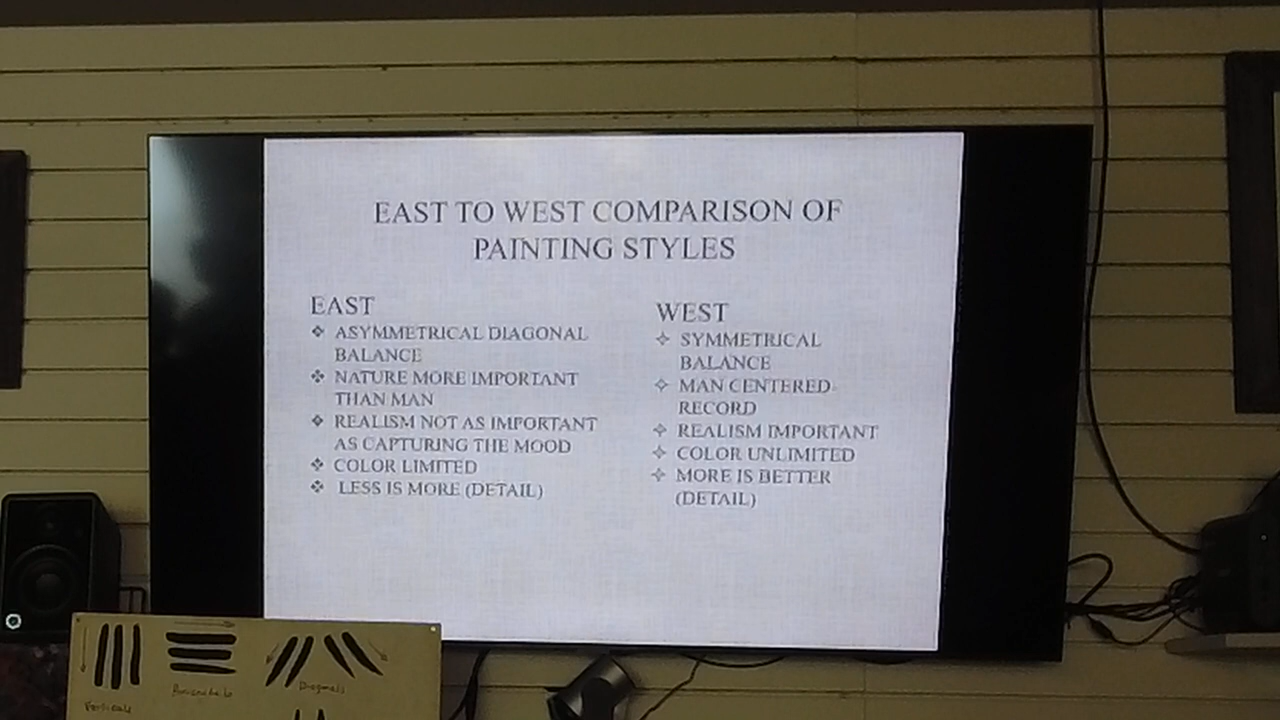 EAST TO WEST COMPARISON OF
PAINTING STYLES
EAST
ASYMMETRICAL DIAGONAL
BALANCE
NATURE MORE IMPORTANT
THAN MAN
REALISM NOT AS IMPORTANT
AS CAPTURING THE MOOD
COLOR LIMITED
LESS IS MORE (DETAIL)
WEST
SYMMETRICAL
BALANCE
MAN CENTERED-
RECORD
REALISM IMPORTANT
COLOR UNLIMITED
MORE IS BETTER
(DETAIL)
Verticals
Diagonals